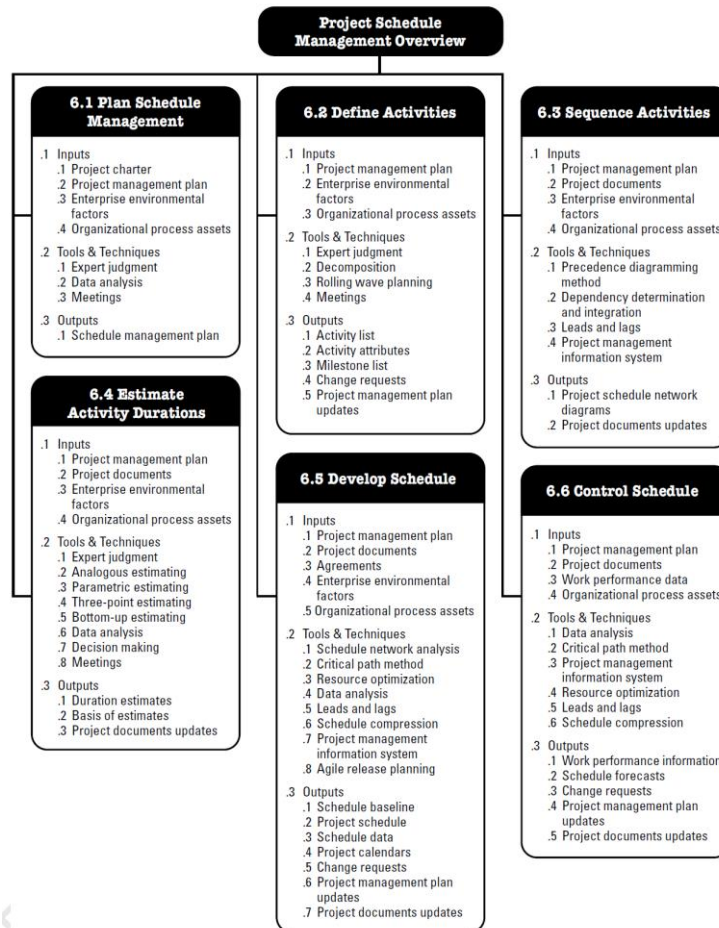 Project Schedule
Management Overview
6.1 Plan Schedule
Management
.1 Inputs
.1 Project charter
.2 Project management plan
.3 Enterprise environmental
factors
.4 Organizational process assets
.2 Tools & Techniques
.1 Expert judgment
.2 Data analysis
.3 Meetings
.3 Outputs
.1 Schedule management plan
6.2 Define Activities
.1 Inputs
.1 Project management plan
.2 Enterprise environmental
factors
.3 Organizational process assets
.2 Tools & Techniques
.1 Expert judgment
.2 Decomposition
.3 Rolling wave planning
.4 Meetings
.3 Outputs
.1 Activity list
.2 Activity attributes
.3 Milestone list
.4 Change requests
.5 Project management plan
updates
6.3 Sequence Activities
.1 Inputs
.1 Project management plan
.2 Project documents
.3 Enterprise environmental
factors
.4 Organizational process assets
.2 Tools & Techniques
.1 Precedence diagramming
method
.2 Dependency determination
and integration
.3 Leads and lags
.4 Project management
information system
.3 Outputs
.1 Project schedule network
diagrams
.2 Project documents updates
6.4 Estimate
Activity Durations
.1 Inputs
.1 Project management plan
.2 Project documents
.3 Enterprise environmental
factors
.4 Organizational process assets
.2 Tools & Techniques
.1 Expert judgment
.2 Analogous estimating
.3 Parametric estimating
.4 Three-point estimating
.5 Bottom-up estimating
.6 Data analysis
.7 Decision making
.8 Meetings
.3 Outputs
.1 Duration estimates
.2 Basis of estimates
.3 Project documents updates
6.5 Develop Schedule
.1 Inputs
.1 Project management plan
.2 Project documents
.3 Agreements
.4 Enterprise environmental
factors
.5 Organizational process assets
.2 Tools & Techniques
.1 Schedule network analysis
.2 Critical path method
.3 Resource optimization
.4 Data analysis
.5 Leads and lags
.6 Schedule compression
.7 Project management
information system
.8 Agile release planning
.3 Outputs
.1 Schedule baseline
.2 Project schedule
.3 Schedule data
.4 Project calendars
.5 Change requests
.6 Project management plan
updates
.7 Project documents updates
6.6 Control Schedule
.1 Inputs
.1 Project management plan
.2 Project documents
.3 Work performance data
.4 Organizational process assets
.2 Tools & Techniques
.1 Data analysis
.2 Critical path method
.3 Project management
information system
.4 Resource optimization
.5 Leads and lags
.6 Schedule compression
.3 Outputs
.1 Work performance information
.2 Schedule forecasts
.3 Change requests
.4 Project management plan
updates
.5 Project documents updates